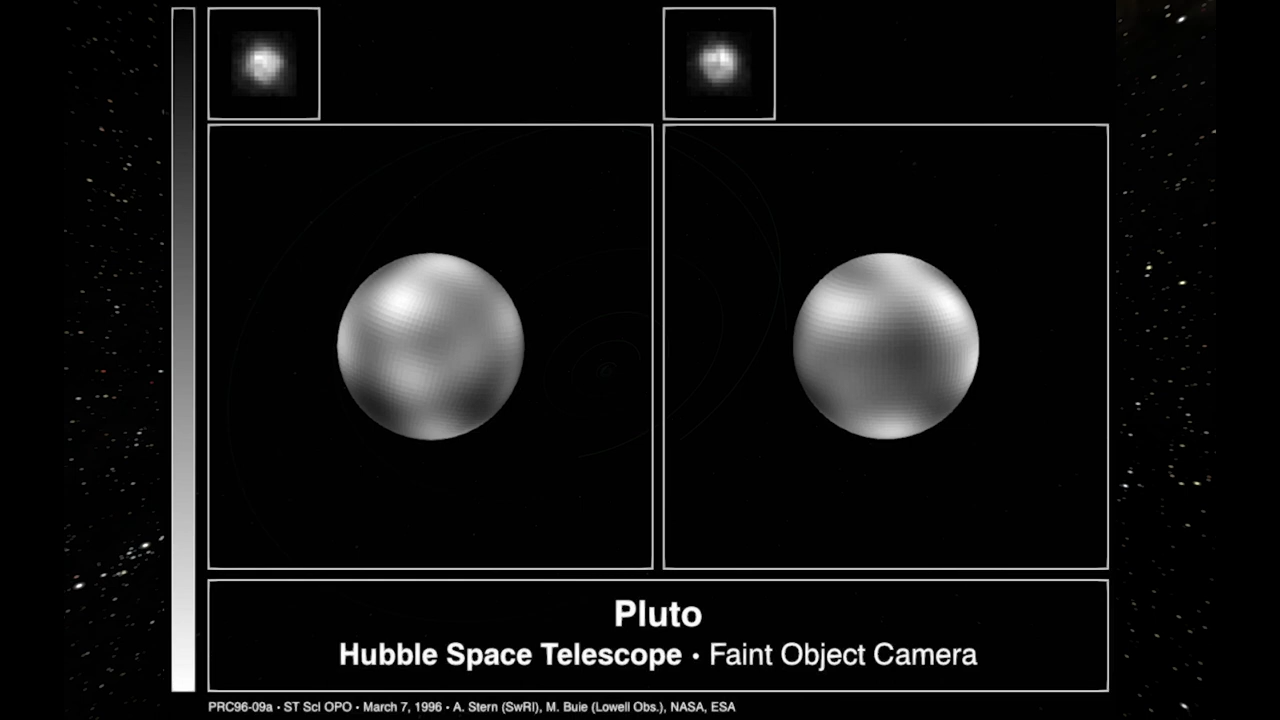 Pluto
Hubble Space Telescope • Faint Object Camera
PRC96-09a • ST ScI OPO • March 7, 1996 • A. Stern (SwRI), M. Buie (Lowell Obs.), NASA, ESA